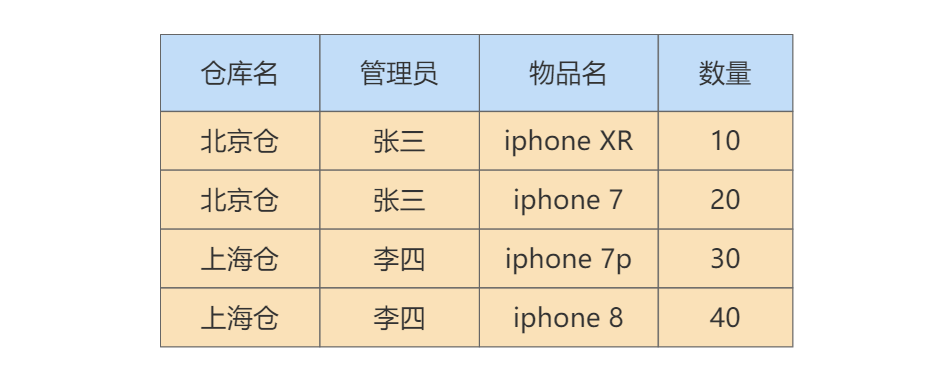 仓库名 管理员 物品名 数量
北京仓 张三 iphone XR 10
北京仓 张三 iphone 7 20
上海仓 李四 iphone 7p 30
上海仓 李四 iphone 8 40